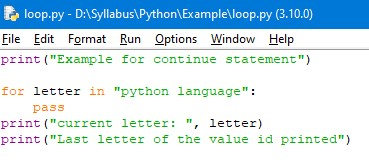 loop.py - D:\Syllabus\Python\Example\loop.py (3.10.0)
File Edit Format Run Options Window Help
print("Example for continue statement")
for letter in "python language":
    pass
print("current letter: ", letter)
print("Last letter of the value id printed")